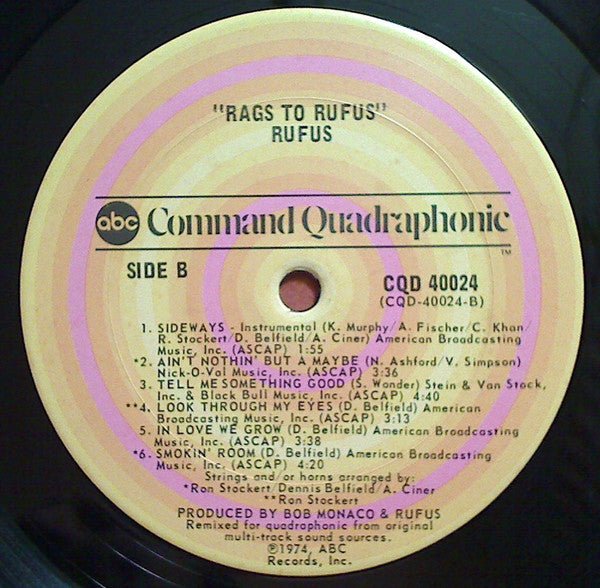 "RAGS TO RUFUS"
RUFUS
abc Command Quadraphonic
TM
SIDE B
CQD 40024
(CQD-40024-B)
1. SIDEWAYS - Instrumental (K. Murphy/A. Fischer/C. Khan
R. Stockert/D. Belfield/A. Ciner) American Broadcasting
Music, Inc. (ASCAP) 1:55
*2. AIN'T NOTHIN' BUT A MAYBE (N. Ashford/V. Simpson)
Nick-O-Val Music, Inc. (ASCAP) 3:36
3. TELL ME SOMETHING GOOD (S. Wonder) Stein & Van Stock,
Inc. & Black Bull Music, Inc. (ASCAP) 4:40
**4. LOOK THROUGH MY EYES (D. Belfield) American
Broadcasting Music, Inc. (ASCAP) 3:13
5. IN LOVE WE GROW (D. Belfield) American Broadcasting
Music, Inc. (ASCAP) 3:38
*6. SMOKIN' ROOM (D. Belfield) American Broadcasting
Music, Inc. (ASCAP) 4:20
Strings and/or horns arranged by:
*Ron Stockert/Dennis Belfield/A. Ciner
**Ron Stockert
PRODUCED BY BOB MONACO & RUFUS
Remixed for quadraphonic from original
multi-track sound sources.
℗1974, ABC
Records, Inc.